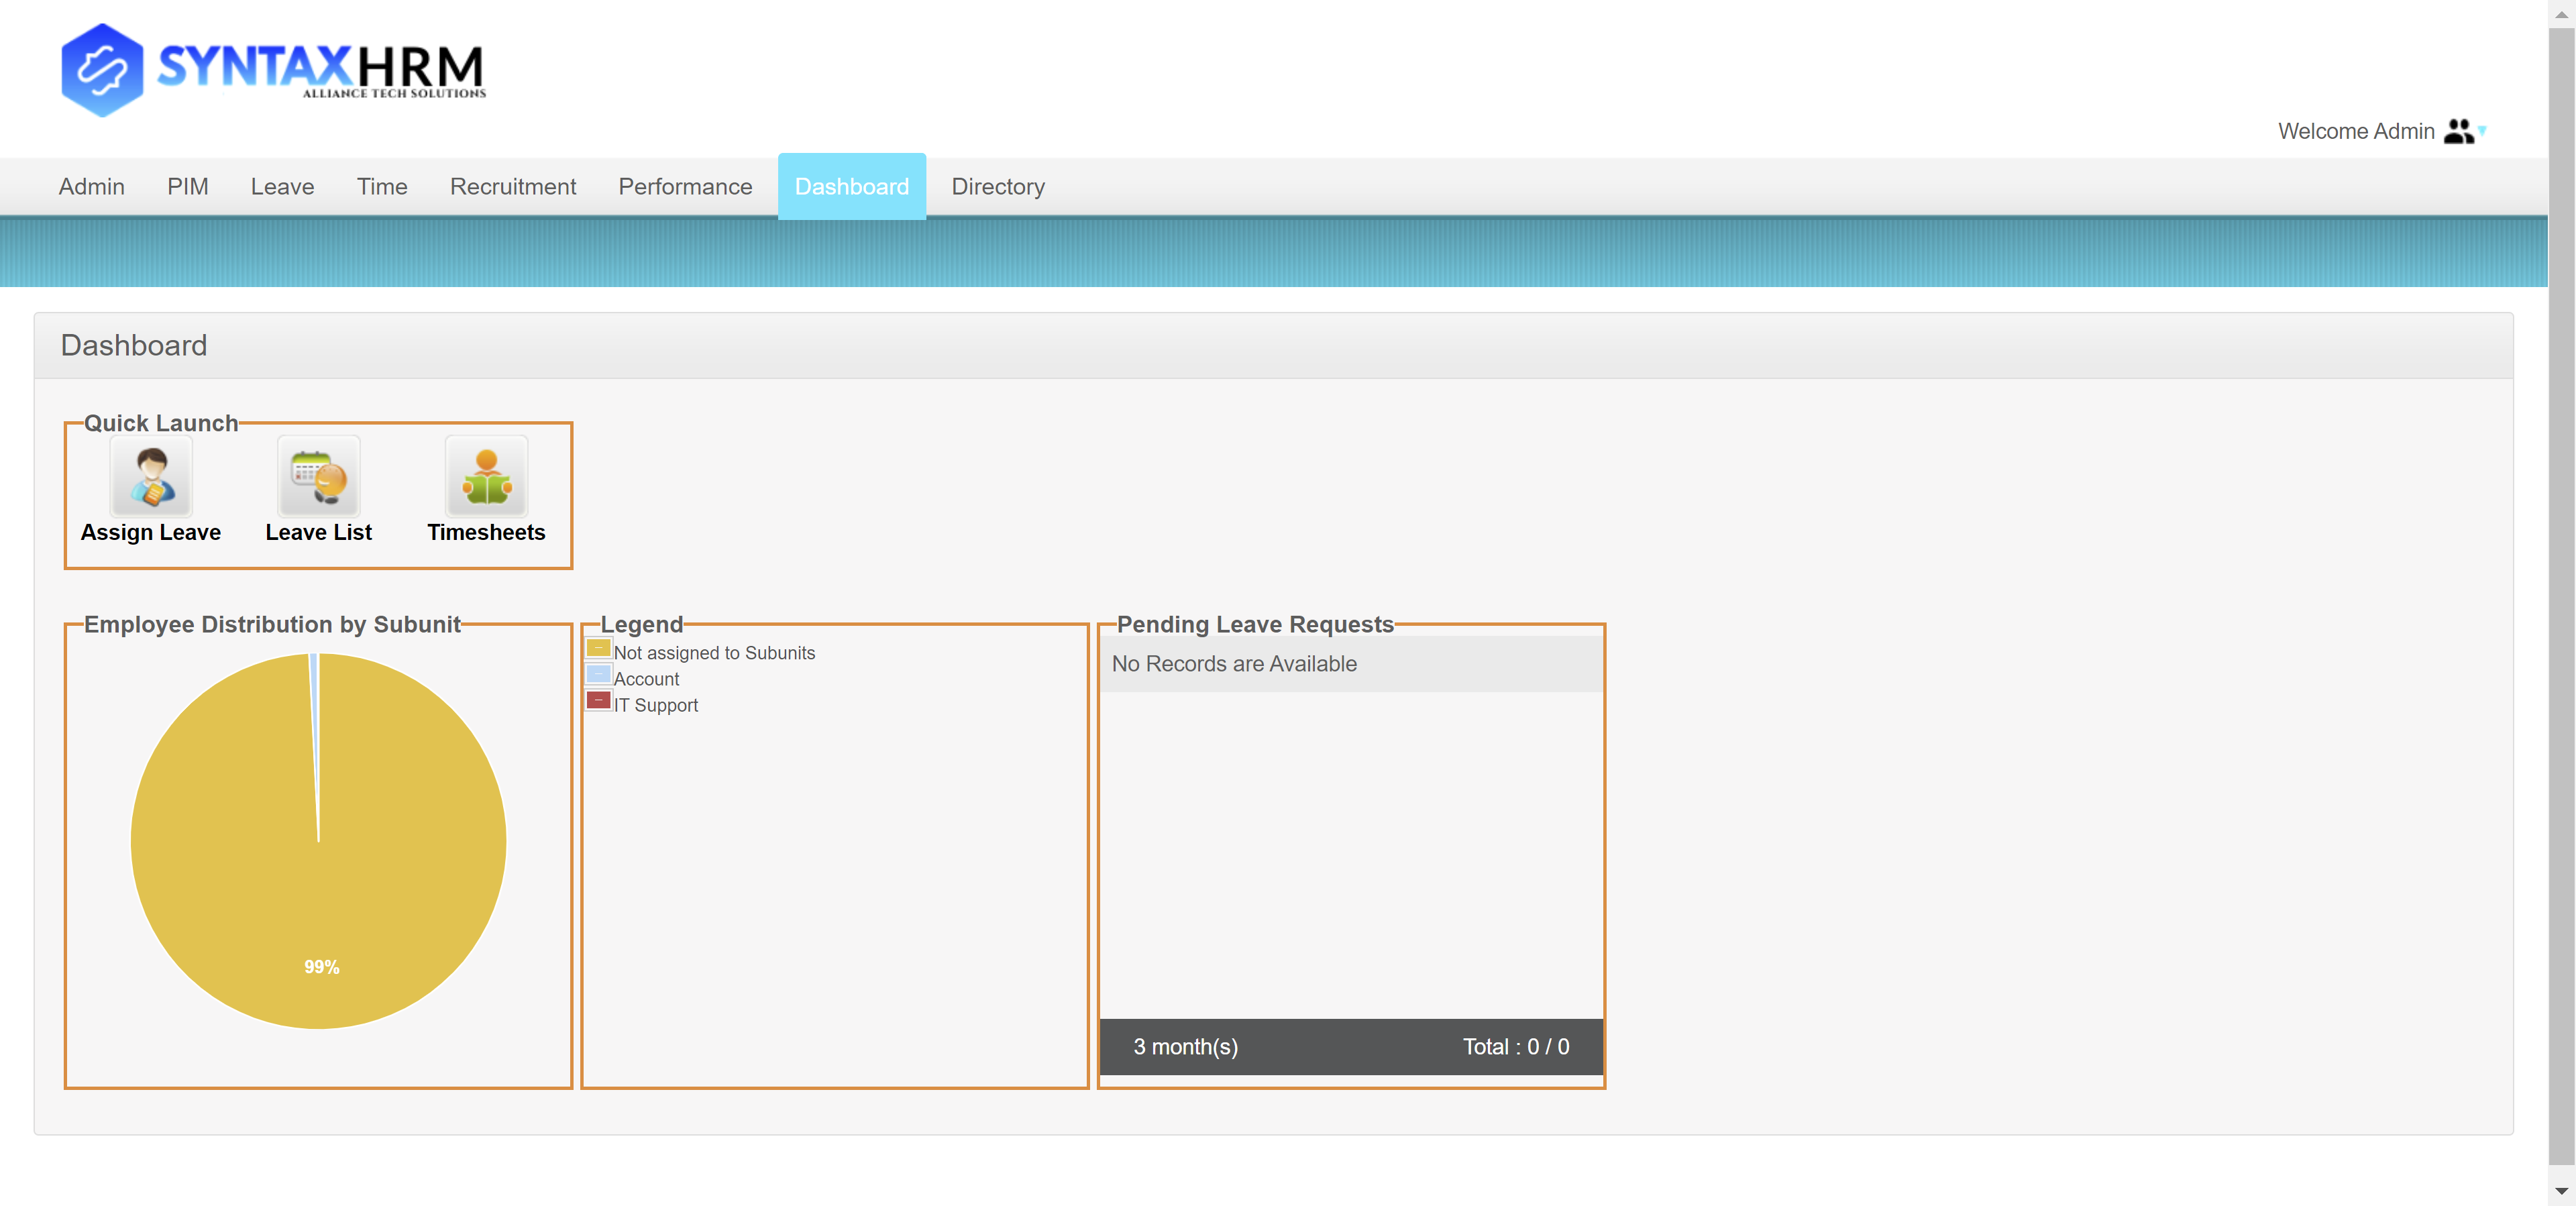 SYNTAXHRM
ALLIANCE TECH SOLUTIONS
Welcome Admin
Admin PIM Leave Time Recruitment Performance Dashboard Directory
Dashboard
Quick Launch
Assign Leave Leave List Timesheets
Employee Distribution by Subunit
99%
Legend
Not assigned to Subunits
Account
IT Support
Pending Leave Requests
No Records are Available
3 month(s) Total : 0 / 0